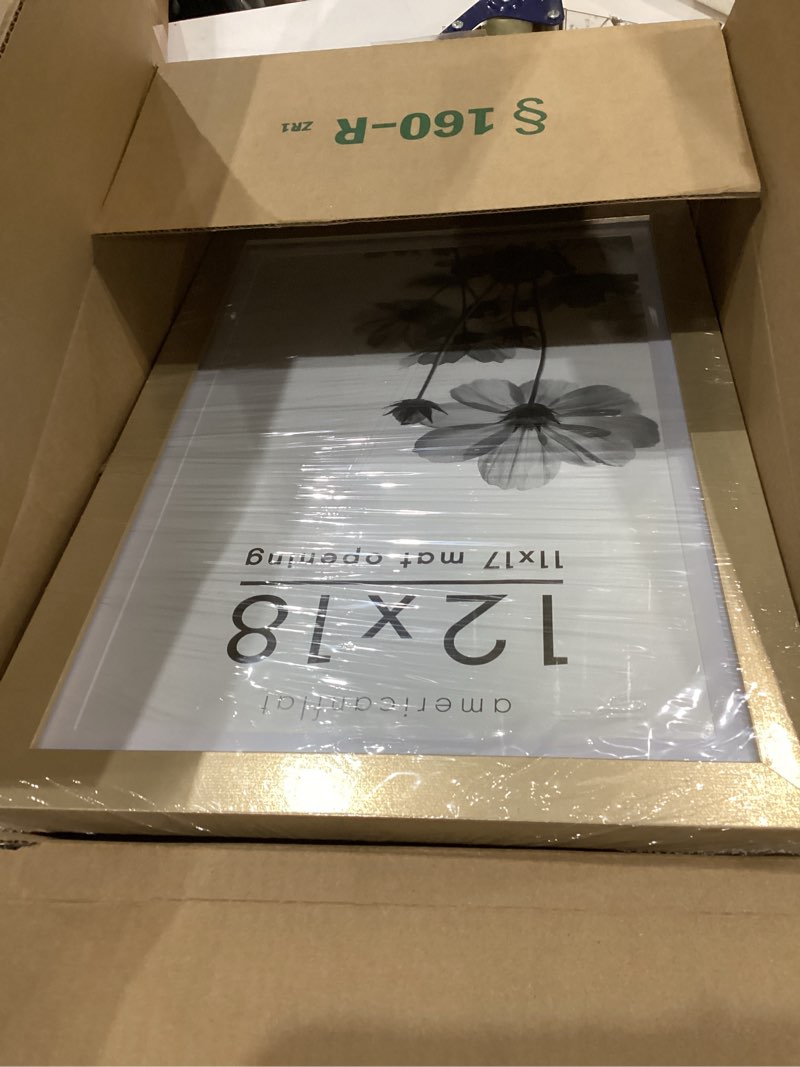 § 160-R ZR1
americanflat
12x18
11x17 mat opening